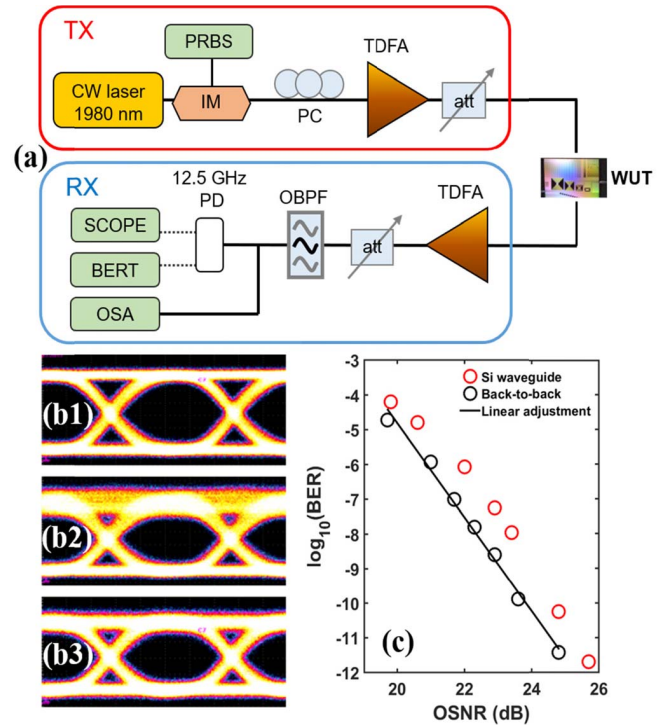 TX
PRBS
TDFA
CW laser
1980 nm
IM
PC
att
(a)
WUT
RX
12.5 GHz
PD
OBPF
TDFA
SCOPE
att
BERT
OSA
(b1)
(b2)
(b3)
-3
-4
-5
-6
-7
-8
-9
-10
-11
-12
log10(BER)
Si waveguide
Back-to-back
Linear adjustment
(c)
20
22
24
26
OSNR (dB)